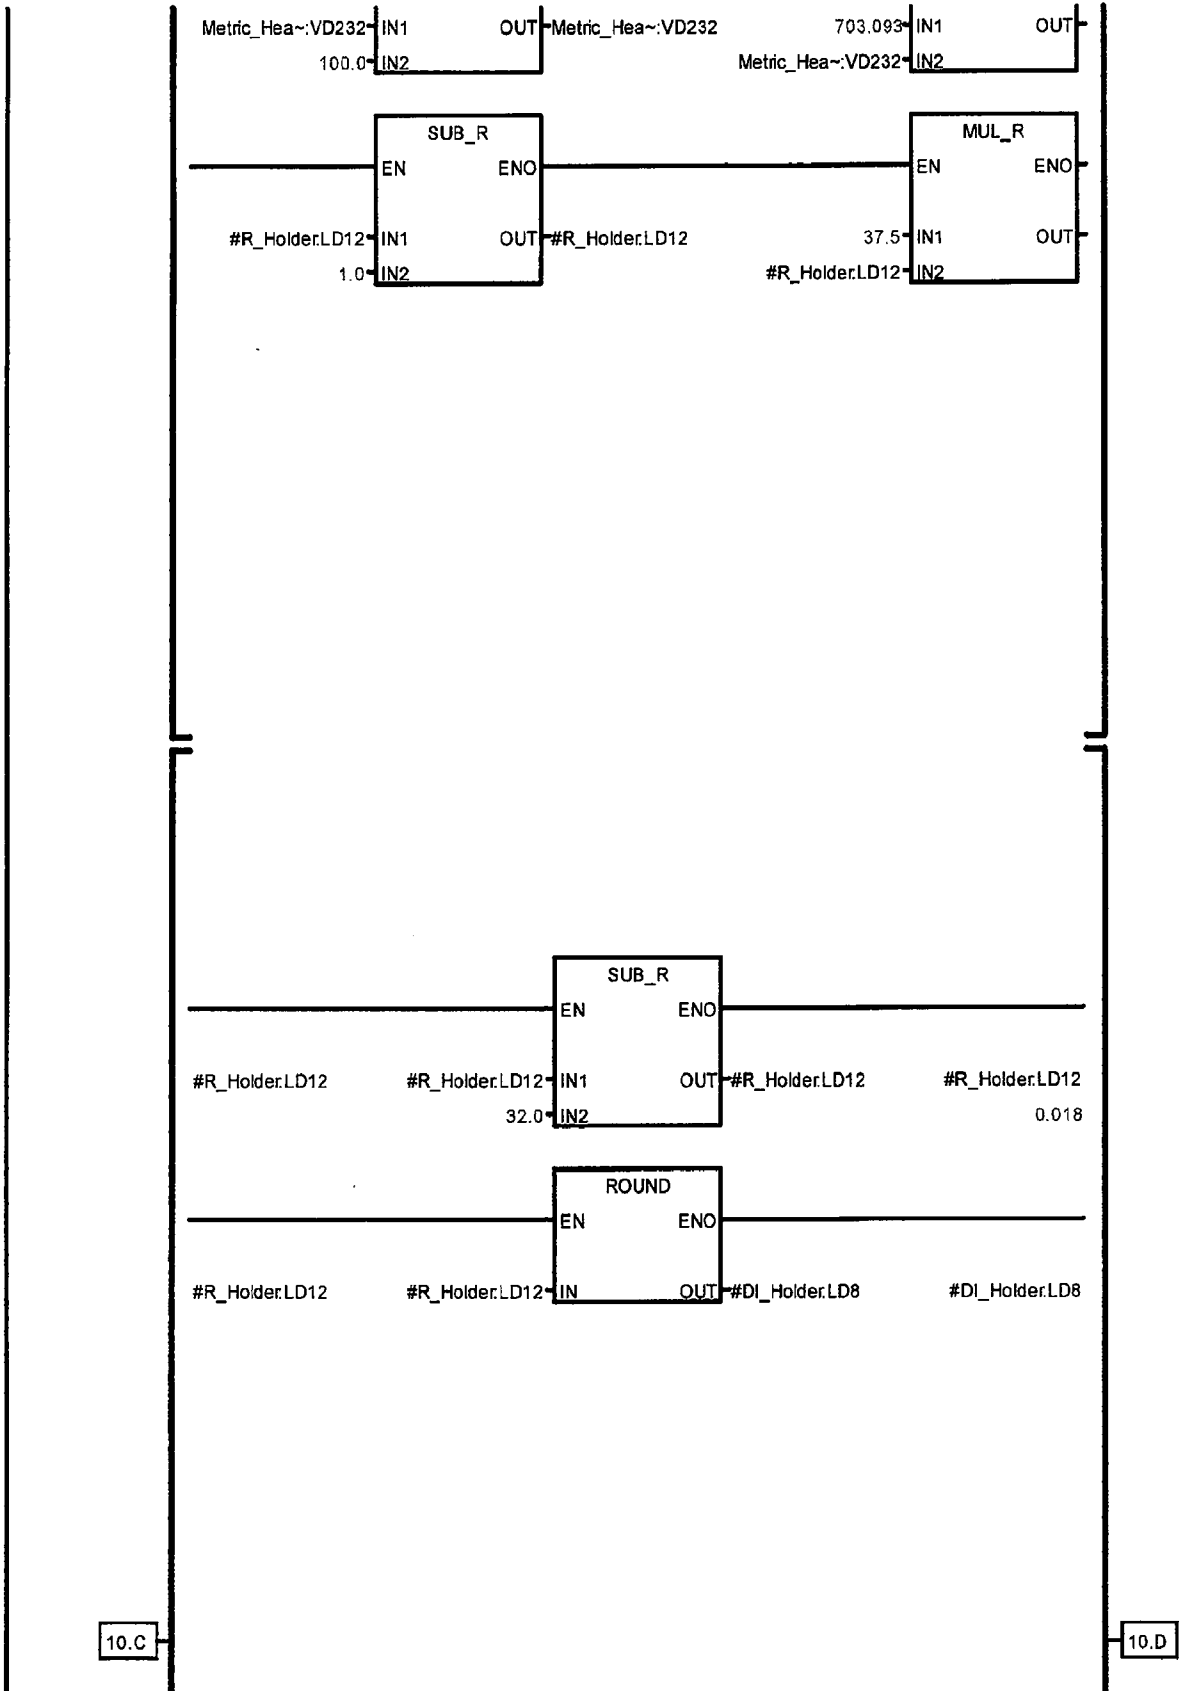 Metric_Hea~:VD232 IN1 OUT Metric_Hea~:VD232 703.093 IN1 OUT
100.0 IN2 Metric_Hea~:VD232 IN2
SUB_R MUL_R
EN ENO EN ENO
#R_Holder:LD12 IN1 OUT #R_Holder:LD12 37.5 IN1 OUT
1.0 IN2 #R_Holder:LD12 IN2
SUB_R
EN ENO
#R_Holder:LD12 #R_Holder:LD12 IN1 OUT #R_Holder:LD12 #R_Holder:LD12
32.0 IN2 0.018
ROUND
EN ENO
#R_Holder:LD12 #R_Holder:LD12 IN OUT #DI_Holder:LD8 #DI_Holder:LD8
10.C 10.D